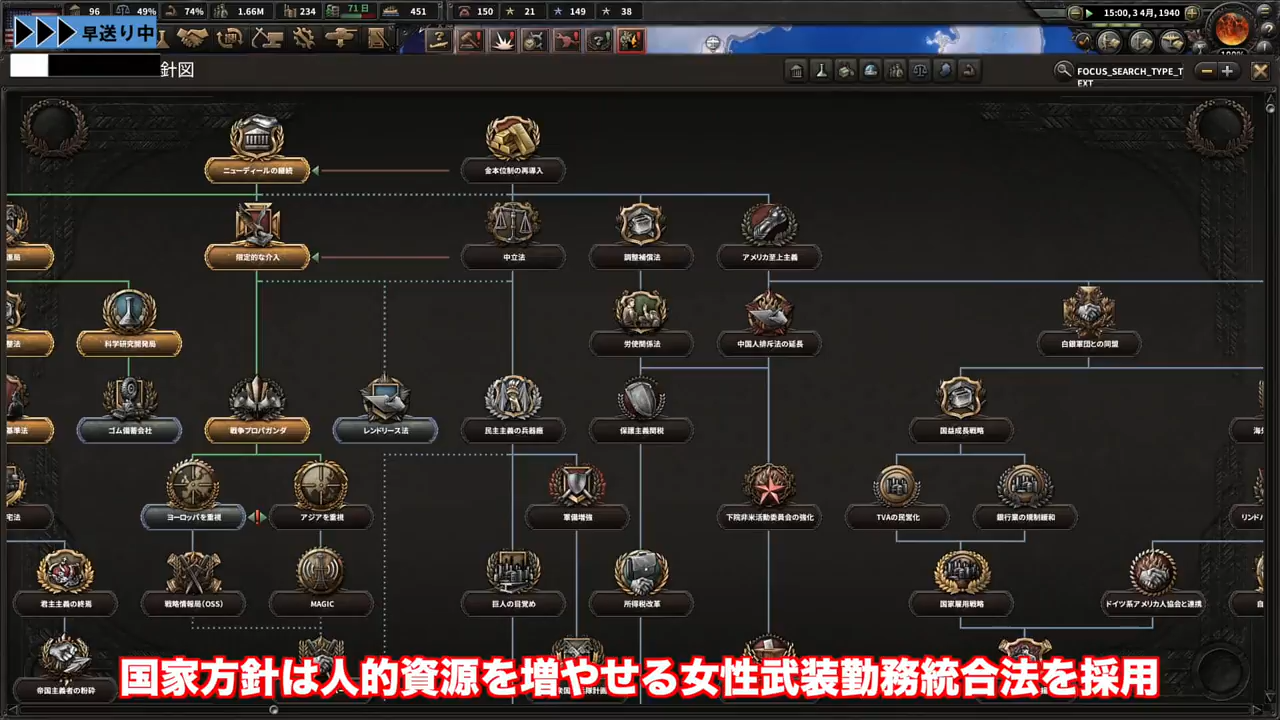 96 49% 74% 1.66M 234 71日 451 150 21 149 38 15:00, 3 4月, 1940
早送り中
針図
FOCUS_SEARCH_TYPE_T
EXT
ニューディールの継続 金本位制の再導入
限定的な介入 中立法 調整補償法 アメリカ至上主義
科学研究開発局 労使関係法 中国人排斥法の延長 白銀軍団との同盟
ゴム備蓄会社 戦争プロパガンダ レンドリース法 民主主義の兵器廠 保護主義関税 国益成長戦略
ヨーロッパを重視 アジアを重視 軍備増強 下院非米活動委員会の強化 TVAの民営化 銀行業の規制緩和
君主主義の終焉 戦略情報局(OSS) MAGIC 巨人の目覚め 所得税改革 国家雇用戦略 ドイツ系アメリカ人協会と連携
帝国主義者の粉砕
国家方針は人的資源を増やせる女性武装勤務統合法を採用